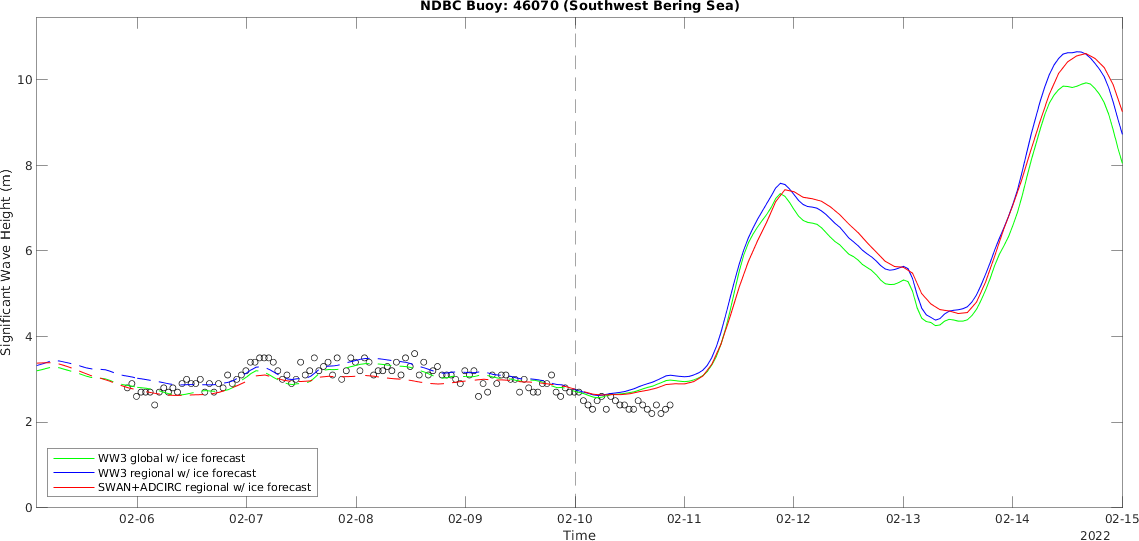 NDBC Buoy: 46070 (Southwest Bering Sea)
Significant Wave Height (m)
10
8
6
4
2
0
WW3 global w/ ice forecast
WW3 regional w/ ice forecast
SWAN+ADCIRC regional w/ ice forecast
02-06 02-07 02-08 02-09 02-10 02-11 02-12 02-13 02-14 02-15
Time
2022